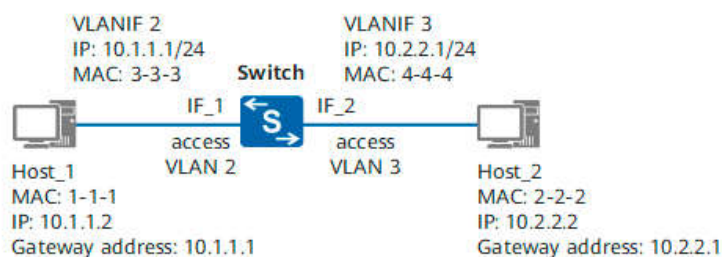 VLANIF 2
IP: 10.1.1.1/24
MAC: 3-3-3
VLANIF 3
IP: 10.2.2.1/24
MAC: 4-4-4
Switch
IF_1
S
IF_2
access
VLAN 2
access
VLAN 3
Host_1
MAC: 1-1-1
IP: 10.1.1.2
Gateway address: 10.1.1.1
Host_2
MAC: 2-2-2
IP: 10.2.2.2
Gateway address: 10.2.2.1